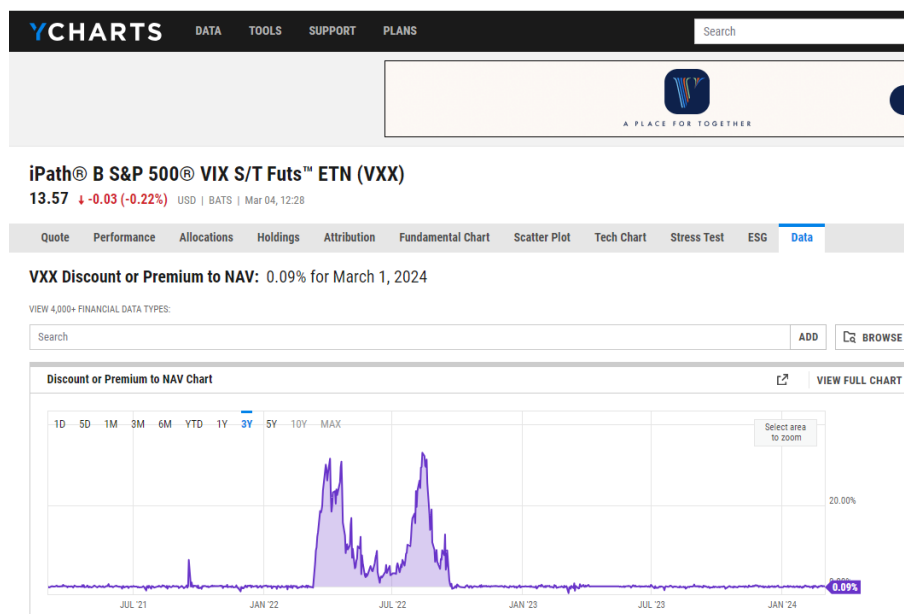 YCHARTS DATA TOOLS SUPPORT PLANS Search
A PLACE FOR TOGETHER
iPath® B S&P 500® VIX S/T Futs™ ETN (VXX)
13.57 ↓ -0.03 (-0.22%) USD | BATS | Mar 04, 12:28
Quote Performance Allocations Holdings Attribution Fundamental Chart Scatter Plot Tech Chart Stress Test ESG Data
VXX Discount or Premium to NAV: 0.09% for March 1, 2024
VIEW 4,000+ FINANCIAL DATA TYPES:
Search ADD BROWSE
Discount or Premium to NAV Chart VIEW FULL CHART
1D 5D 1M 3M 6M YTD 1Y 3Y 5Y 10Y MAX
Select area
to zoom
20.00%
0.09%
JUL '21 JAN '22 JUL '22 JAN '23 JUL '23 JAN '24